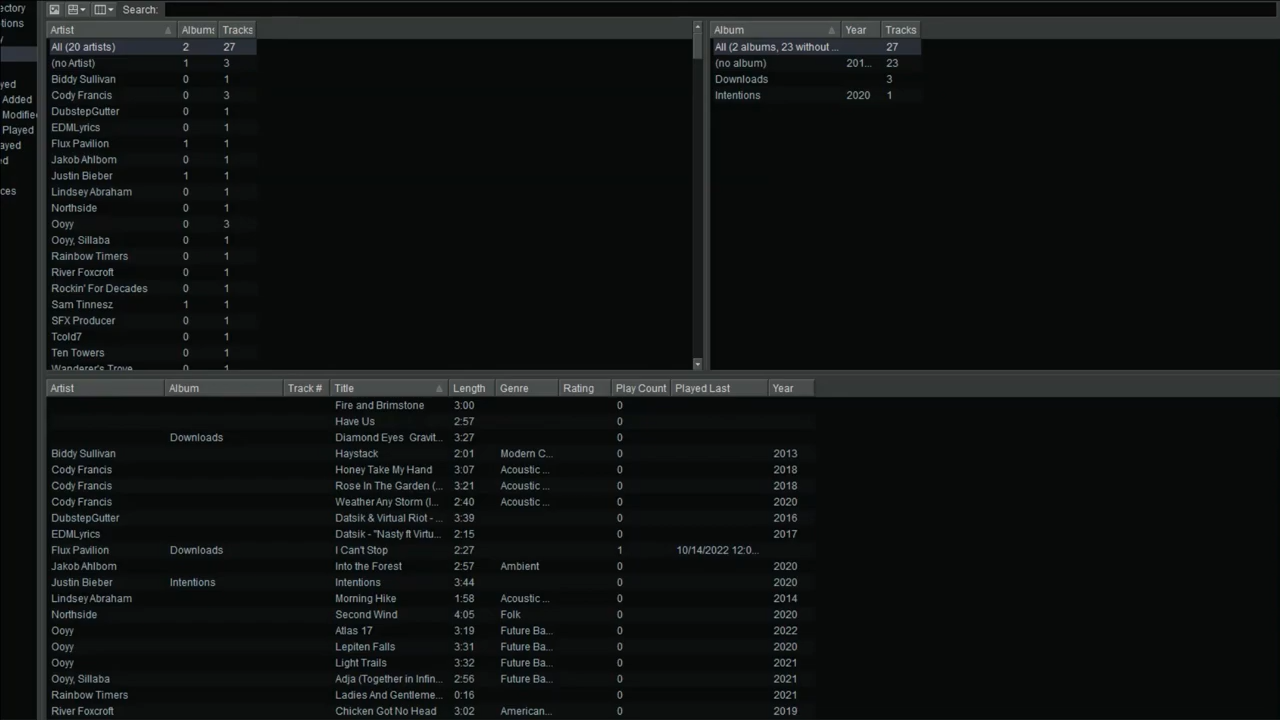 ectory
Search:
tions
y
Artist Albums Tracks
All (20 artists) 2 27
(no Artist) 1 3
Biddy Sullivan 0 1
Cody Francis 0 3
DubstepGutter 0 1
EDMLyrics 0 1
Flux Pavilion 1 1
Jakob Ahlbom 0 1
Justin Bieber 1 1
Lindsey Abraham 0 1
Northside 0 1
Ooyy 0 3
Ooyy, Sillaba 0 1
Rainbow Timers 0 1
River Foxcroft 0 1
Rockin' For Decades 0 1
Sam Tinnesz 1 1
SFX Producer 0 1
Tcold7 0 1
Ten Towers 0 1
Wanderer's Trove 0 1
Album Year Tracks
All (2 albums, 23 without ... 27
(no album) 201... 23
Downloads 3
Intentions 2020 1
yed
Added
Modified
Played
ayed
ed
ces
Artist Album Track # Title Length Genre Rating Play Count Played Last Year
Fire and Brimstone 3:00 0
Have Us 2:57 0
Downloads Diamond Eyes Gravit... 3:27 0
Biddy Sullivan Haystack 2:01 Modern C... 0 2013
Cody Francis Honey Take My Hand 3:07 Acoustic ... 0 2018
Cody Francis Rose In The Garden (... 3:21 Acoustic ... 0 2018
Cody Francis Weather Any Storm (I... 2:40 Acoustic ... 0 2020
DubstepGutter Datsik & Virtual Riot - ... 3:39 0 2016
EDMLyrics Datsik - "Nasty ft Virtu... 2:15 0 2017
Flux Pavilion Downloads I Can't Stop 2:27 1 10/14/2022 12:0...
Jakob Ahlbom Into the Forest 2:57 Ambient 0 2020
Justin Bieber Intentions Intentions 3:44 0 2020
Lindsey Abraham Morning Hike 1:58 Acoustic ... 0 2014
Northside Second Wind 4:05 Folk 0 2020
Ooyy Atlas 17 3:19 Future Ba... 0 2022
Ooyy Lepiten Falls 3:31 Future Ba... 0 2020
Ooyy Light Trails 3:32 Future Ba... 0 2021
Ooyy, Sillaba Adja (Together in Infin... 2:56 Future Ba... 0 2021
Rainbow Timers Ladies And Gentleme... 0:16 0 2021
River Foxcroft Chicken Got No Head 3:02 American... 0 2019